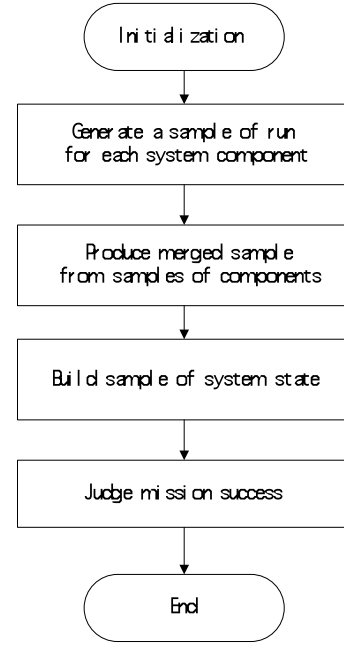 Initialization
Generate a sample of run
for each system component
Produce merged sample
from samples of components
Build sample of system state
Judge mission success
End